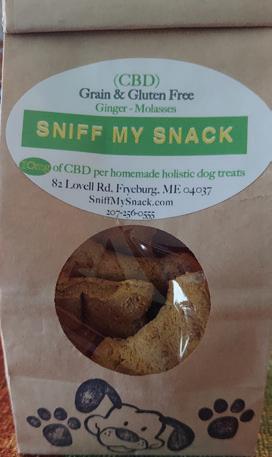 (CBD)
Grain & Gluten Free
Ginger - Molasses
SNIFF MY SNACK
of CBD per homemade holistic dog treats
82 Lovell Rd, Fryeburg, ME 04037
SniffMySnack.com
207-256-0555